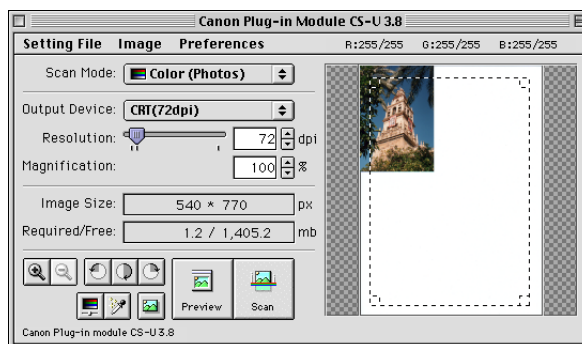 Canon Plug-in Module CS-U 3.8
Setting File Image Preferences R:255/255 G:255/255 B:255/255
Scan Mode: Color (Photos)
Output Device: CRT(72dpi)
Resolution: 72 dpi
Magnification: 100 %
Image Size: 540 * 770 px
Required/Free: 1.2 / 1,405.2 mb
Preview Scan
Canon Plug-in module CS-U 3.8